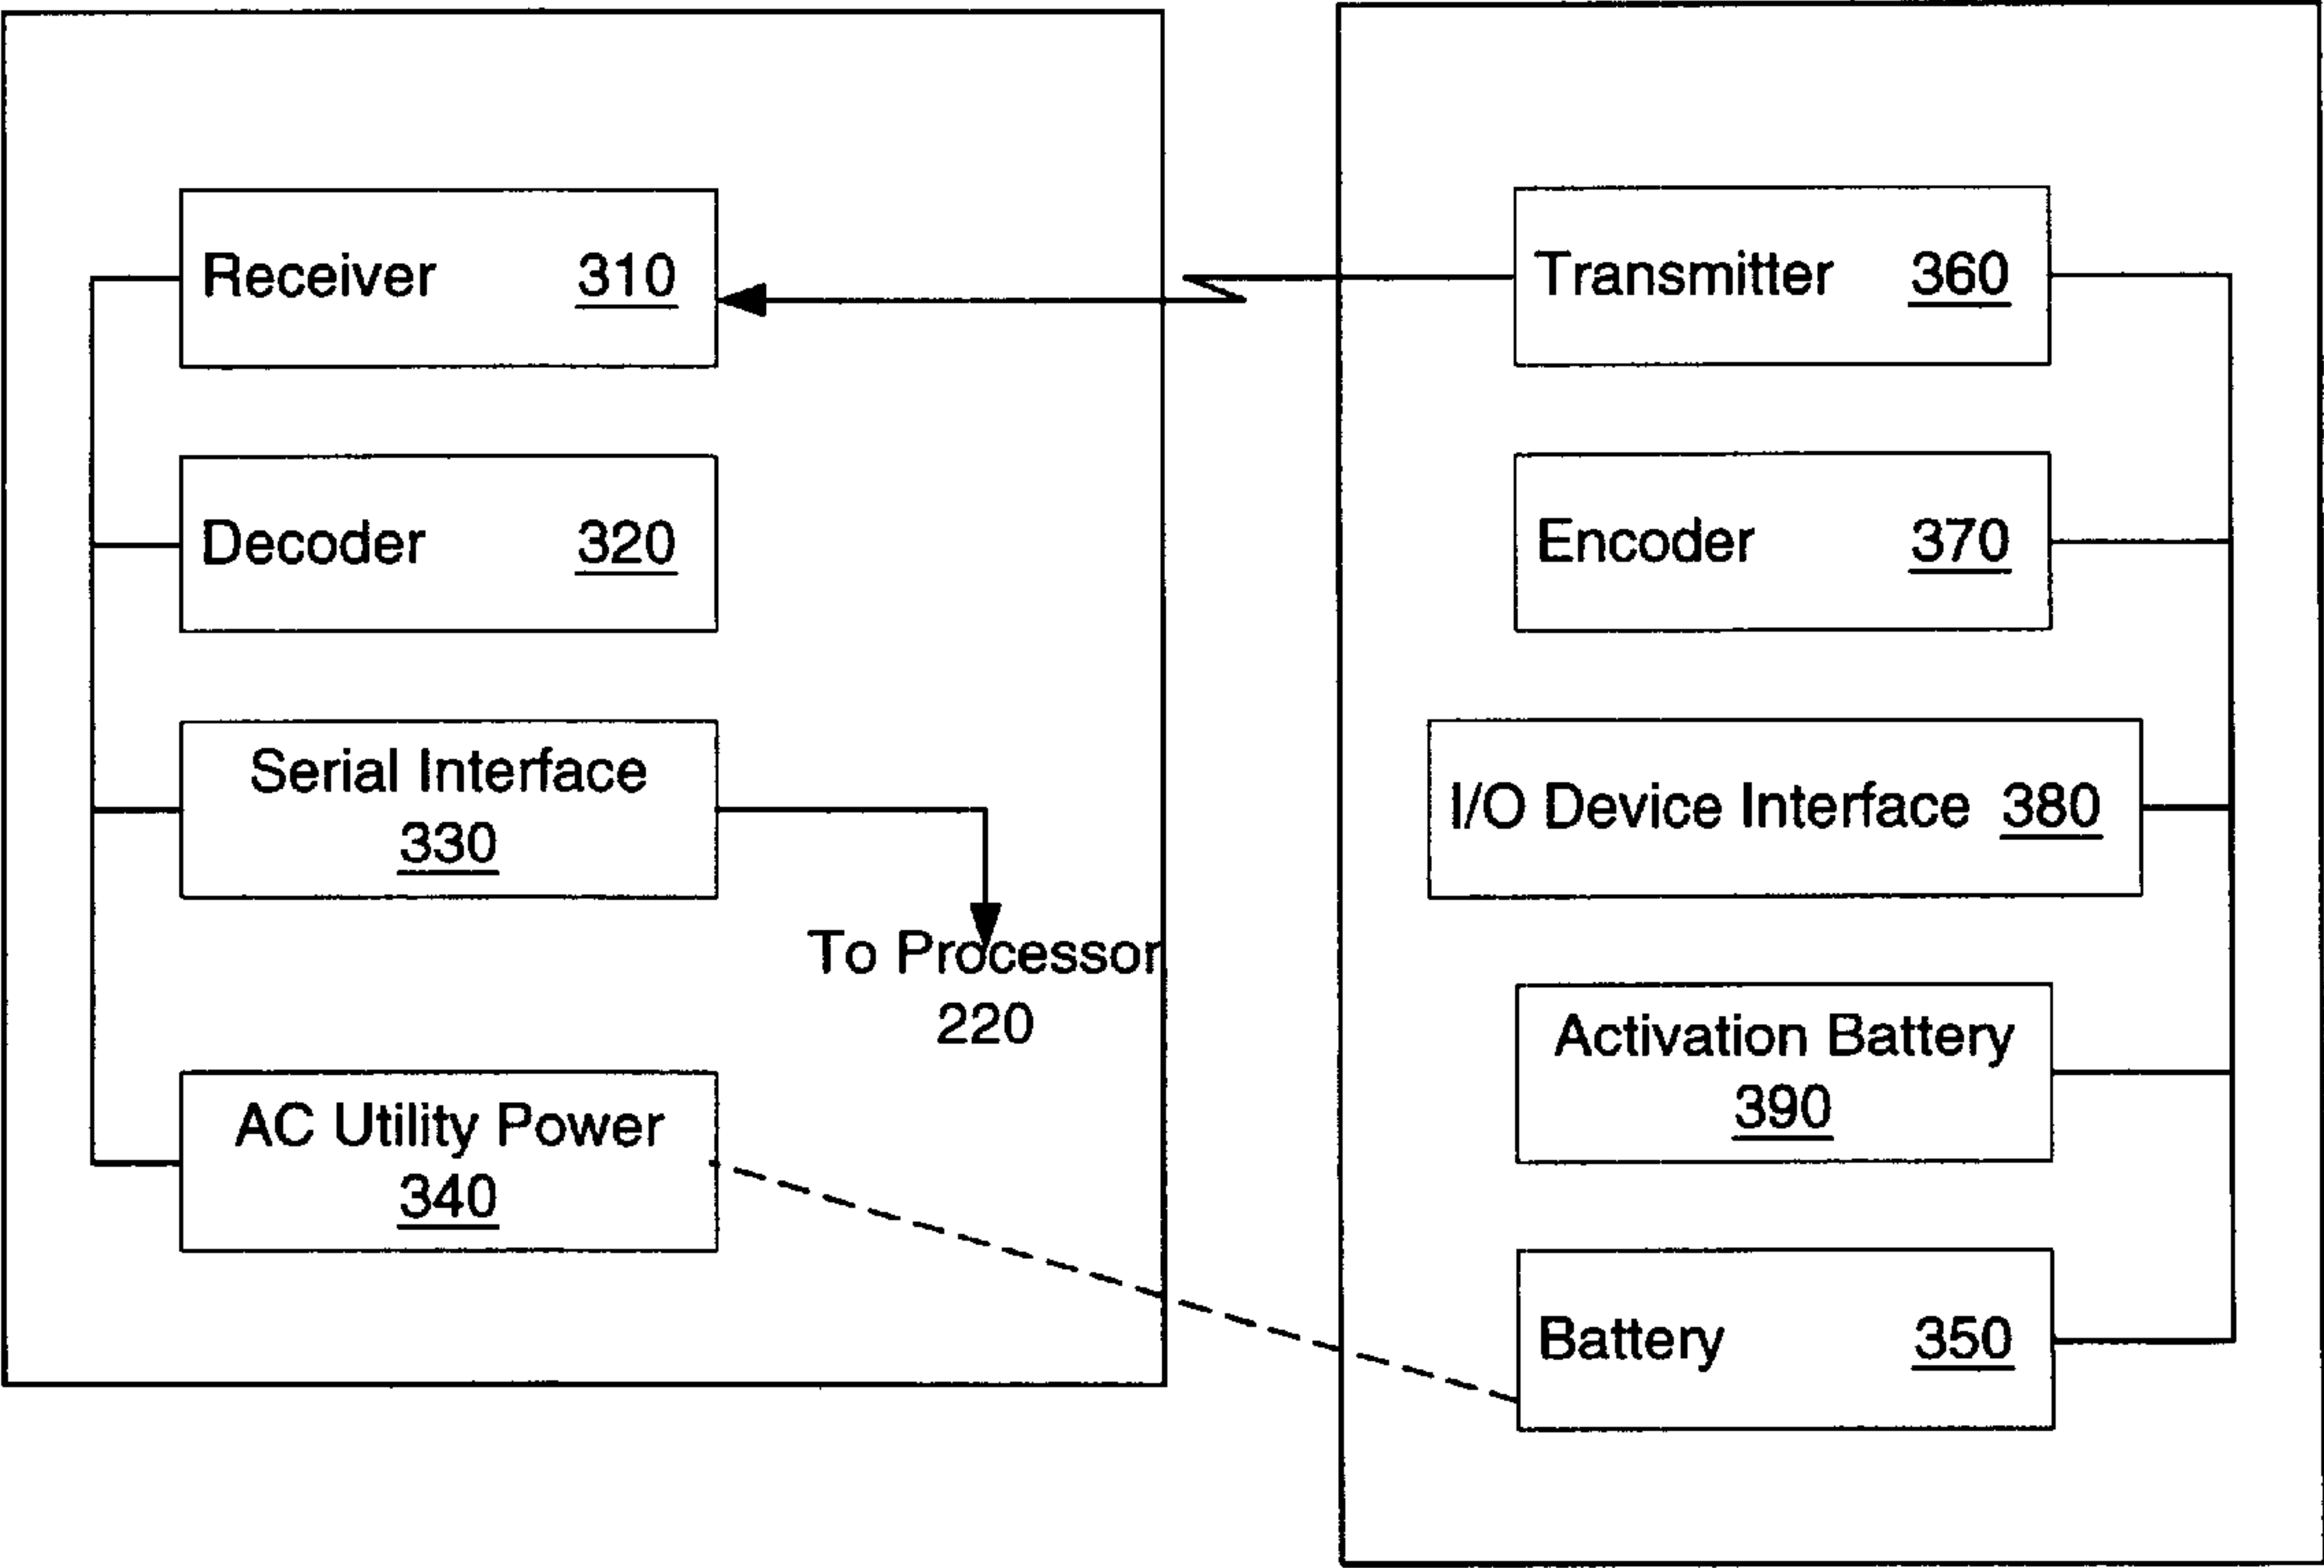 Receiver 310
Decoder 320
Serial Interface
330
To Processor
220
AC Utility Power
340
Transmitter 360
Encoder 370
I/O Device Interface 380
Activation Battery
390
Battery 350